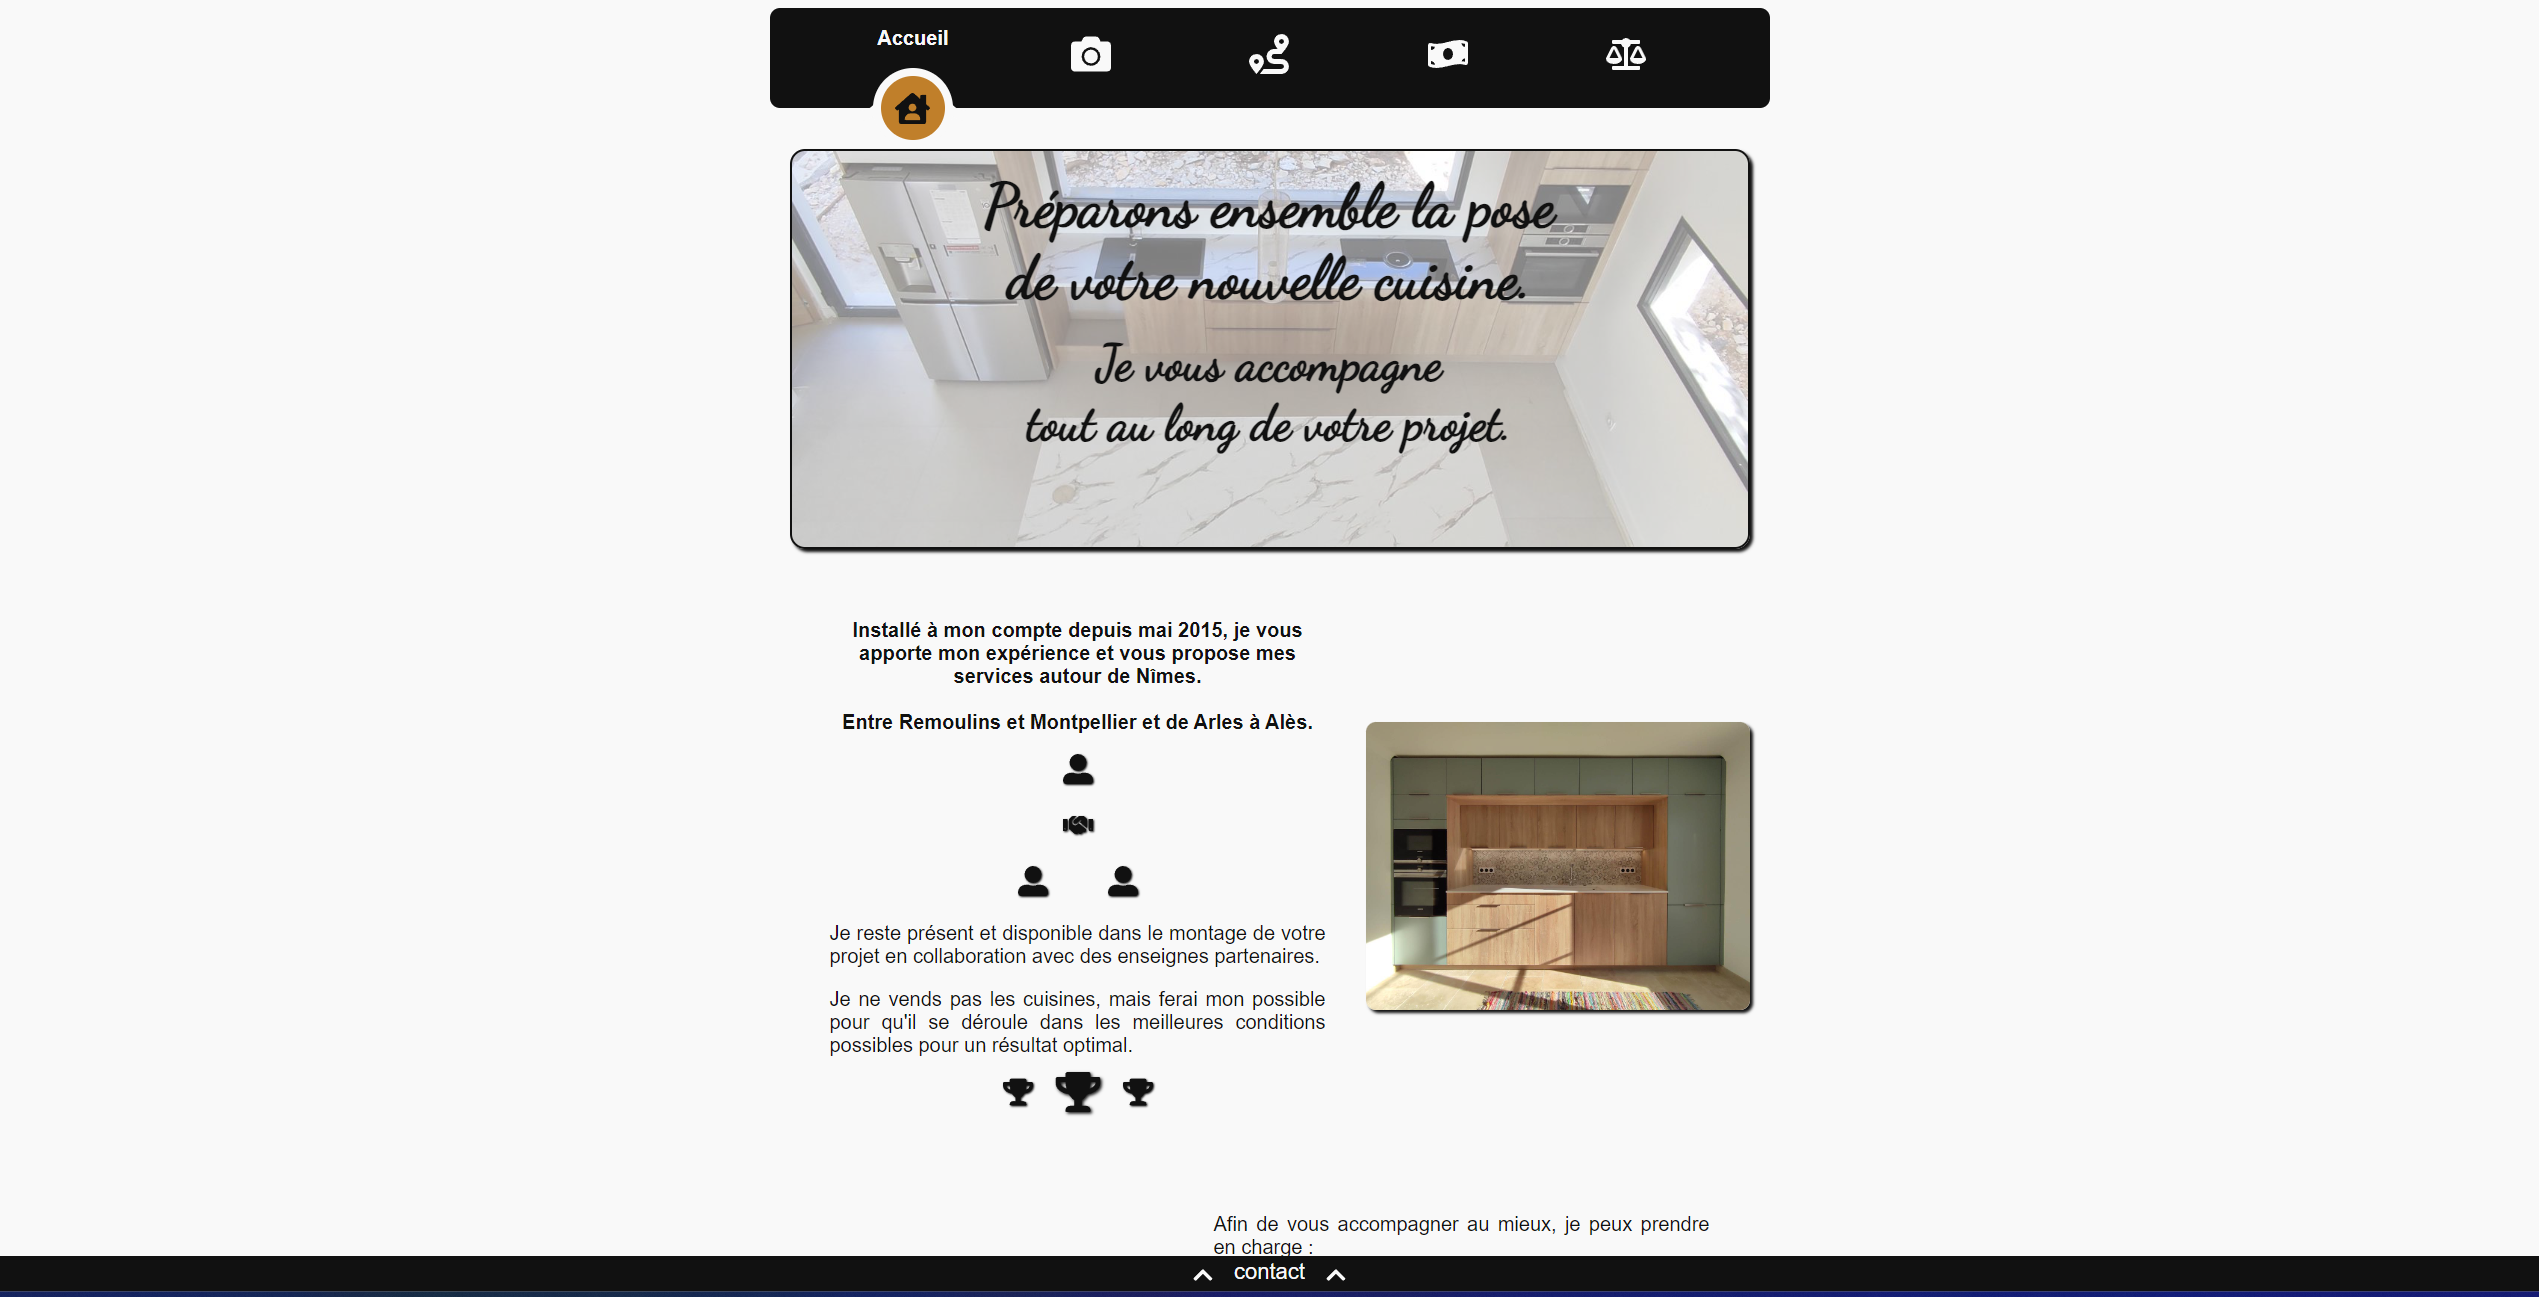 Accueil
Préparons ensemble la pose
de votre nouvelle cuisine.
Je vous accompagne
tout au long de votre projet.
Installé à mon compte depuis mai 2015, je vous
apporte mon expérience et vous propose mes
services autour de Nîmes.
Entre Remoulins et Montpellier et de Arles à Alès.
Je reste présent et disponible dans le montage de votre
projet en collaboration avec des enseignes partenaires.
Je ne vends pas les cuisines, mais ferai mon possible
pour qu'il se déroule dans les meilleures conditions
possibles pour un résultat optimal.
Afin de vous accompagner au mieux, je peux prendre
en charge :
contact